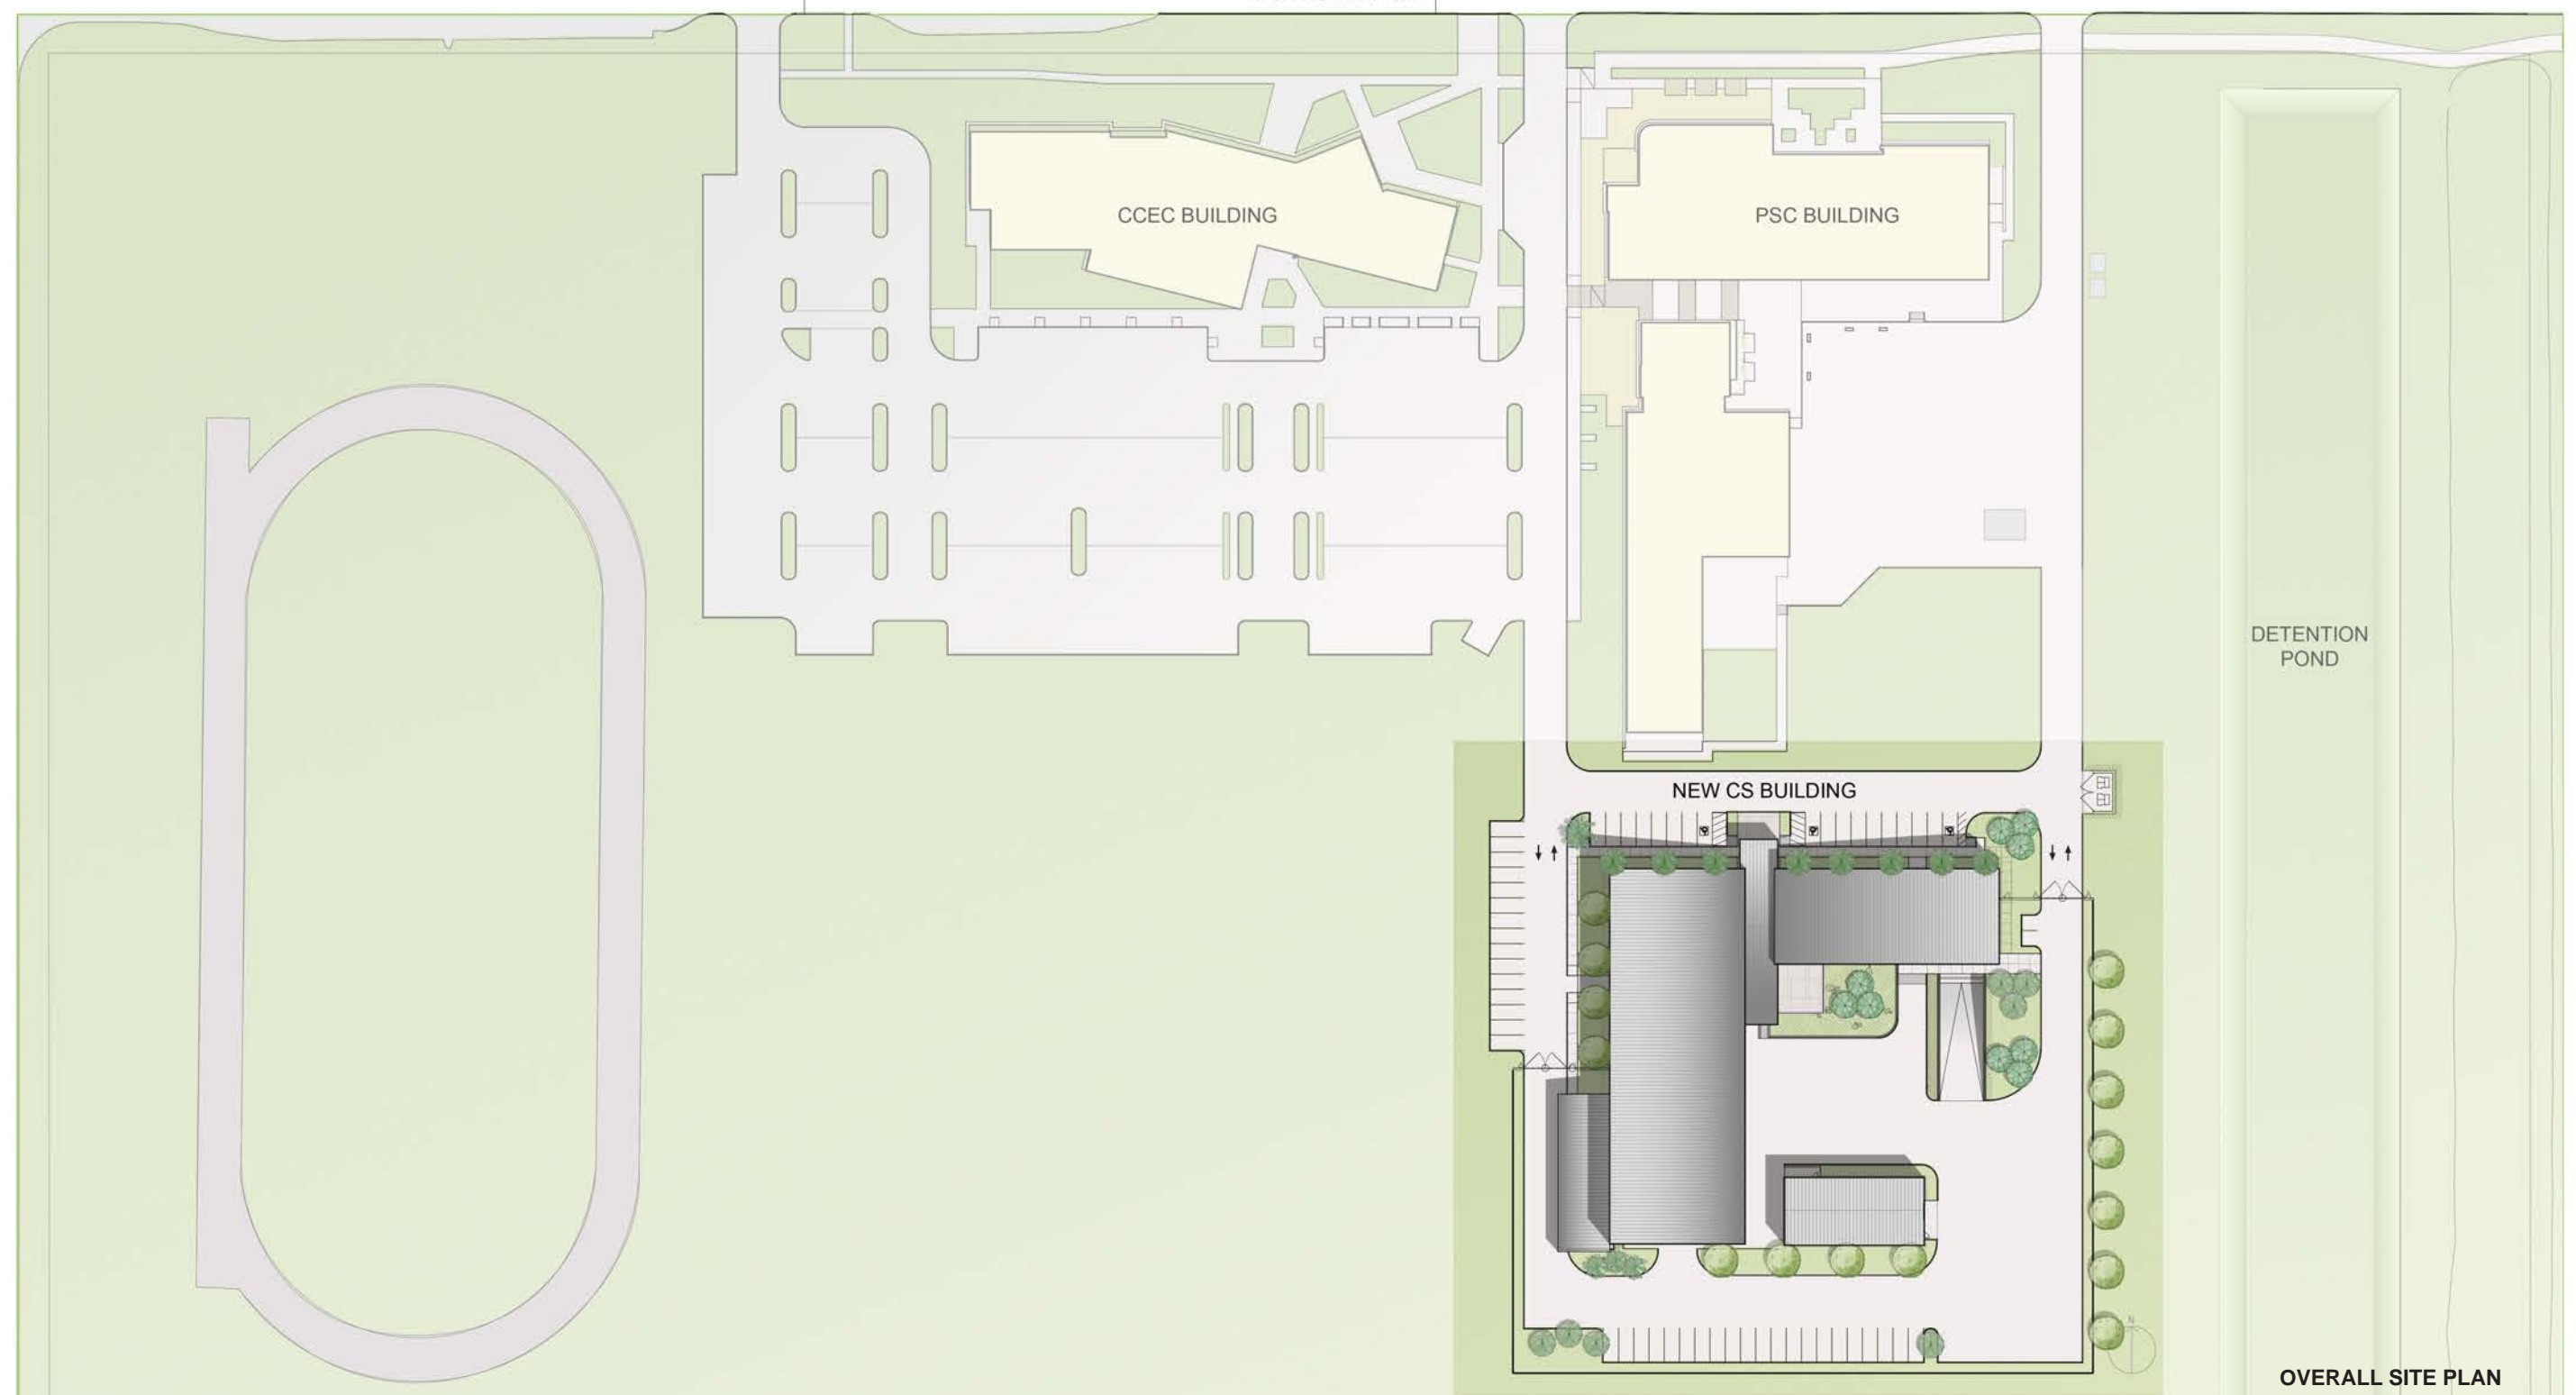 CCEC BUILDING
PSC BUILDING
DETENTION
POND
NEW CS BUILDING
N
OVERALL SITE PLAN